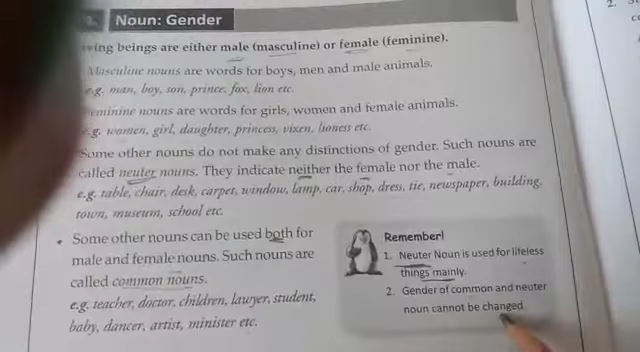 Noun: Gender
beings are either male (masculine) or female (feminine).
Masculine nouns are words for boys, men and male animals.
e.g. man, boy, son, prince, fox, lion etc.
nouns are words for girls, women and female animals.
women, girl, daughter, princess, vixen, lioness etc.
Some other nouns do not make any distinctions of gender. Such nouns are
called neuter nouns. They indicate neither the female nor the male.
e.g. table, chair, desk, carpet, window, lamp, car, shop, dress, tie, newspaper, building,
town, museum, school etc.
• Some other nouns can be used both for
male and female nouns. Such nouns are
called common nouns.
e.g. teacher, doctor, children, lawyer, student,
baby, dancer, artist, minister etc.
Remember!
1. Neuter Noun is used for lifeless
things mainly.
2. Gender of common and neuter
noun cannot be changed.
2.